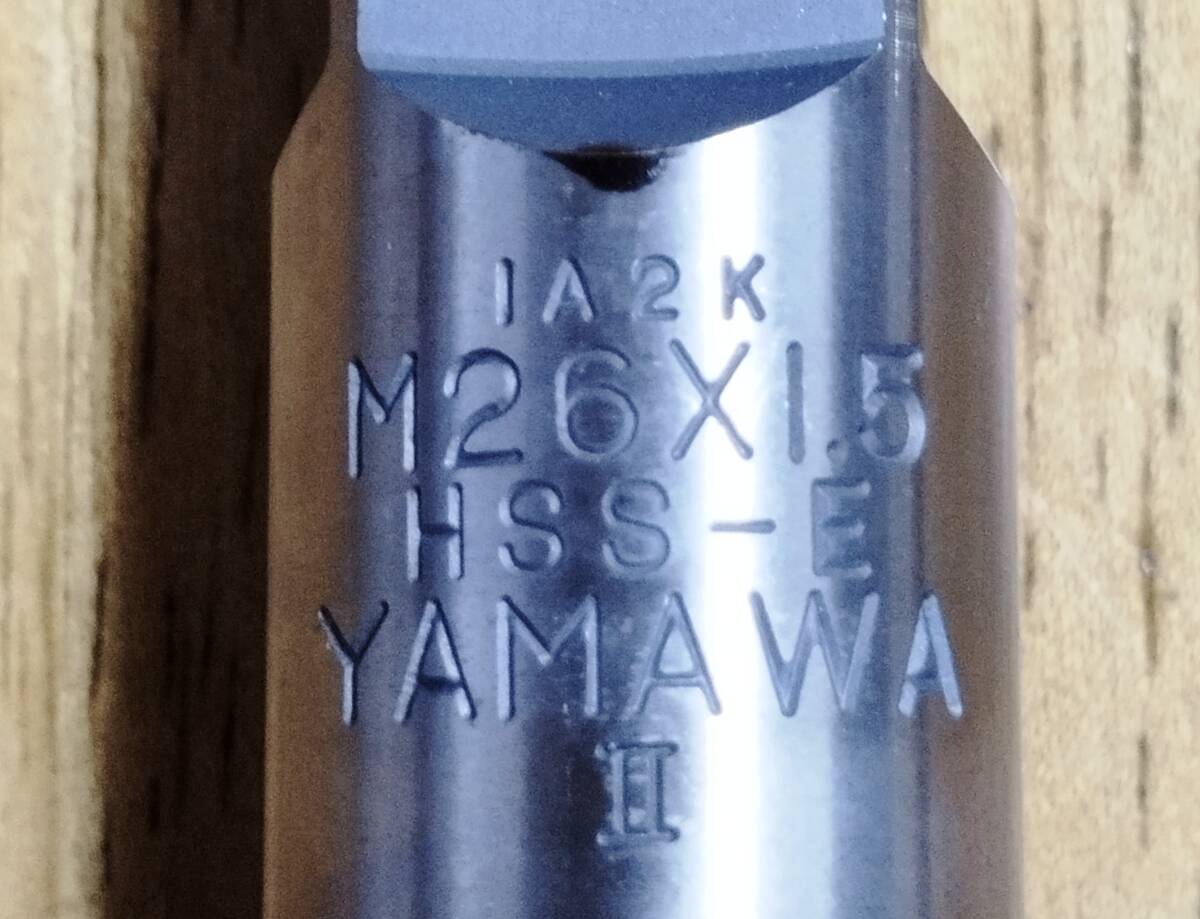 1A2K
M26X1.5
HSS-E
YAMAWA
II